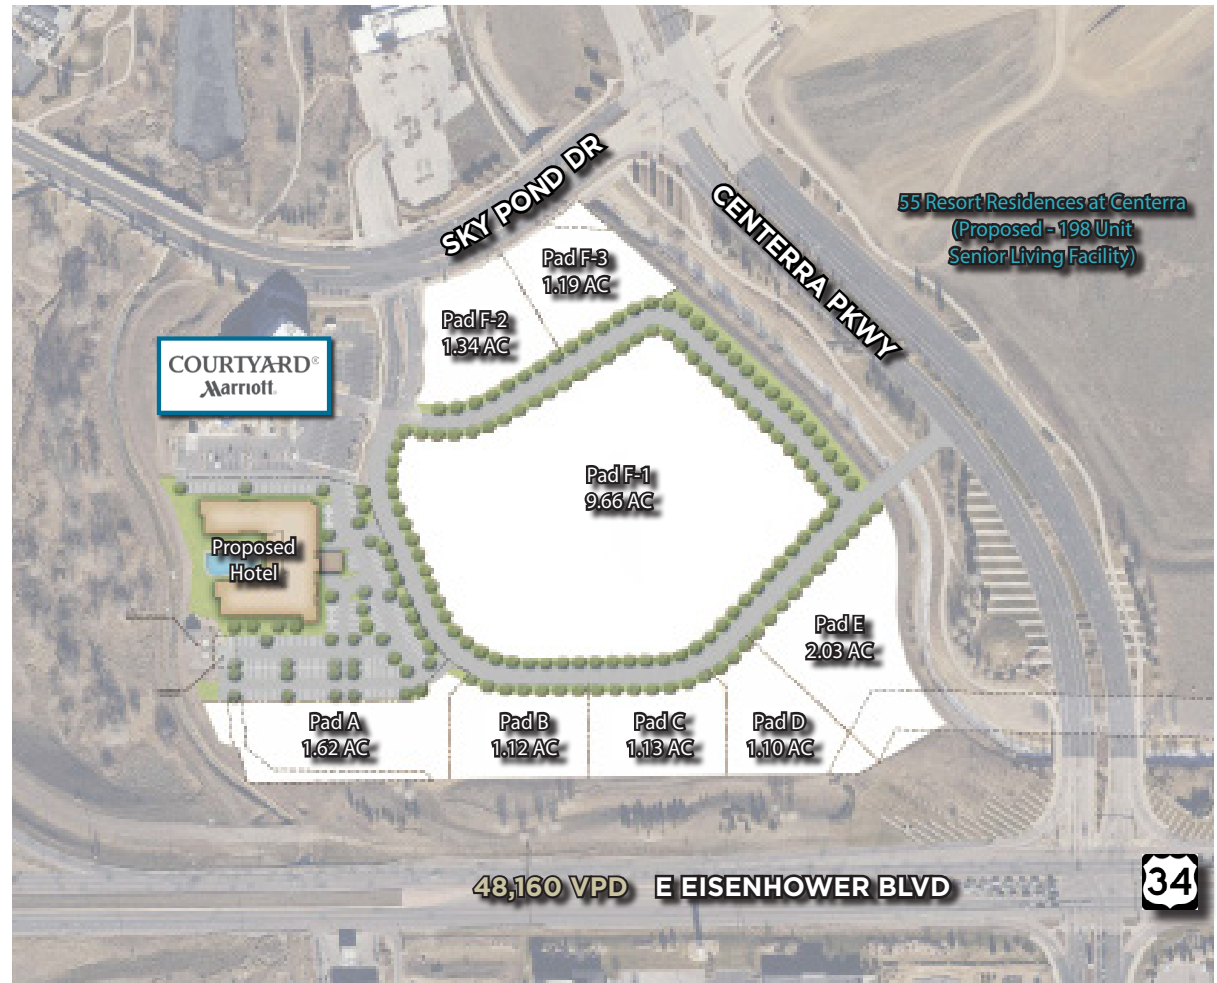 SKY POND DR
CENTERRA PKWY
55 Resort Residences at Centerra
(Proposed - 198 Unit
Senior Living Facility)
Pad F-3
1.19 AC
Pad F-2
1.34 AC
COURTYARD®
Marriott.
Pad F-1
9.66 AC
Proposed
Hotel
Pad E
2.03 AC
Pad A
1.62 AC
Pad B
1.12 AC
Pad C
1.13 AC
Pad D
1.10 AC
48,160 VPD E EISENHOWER BLVD
34